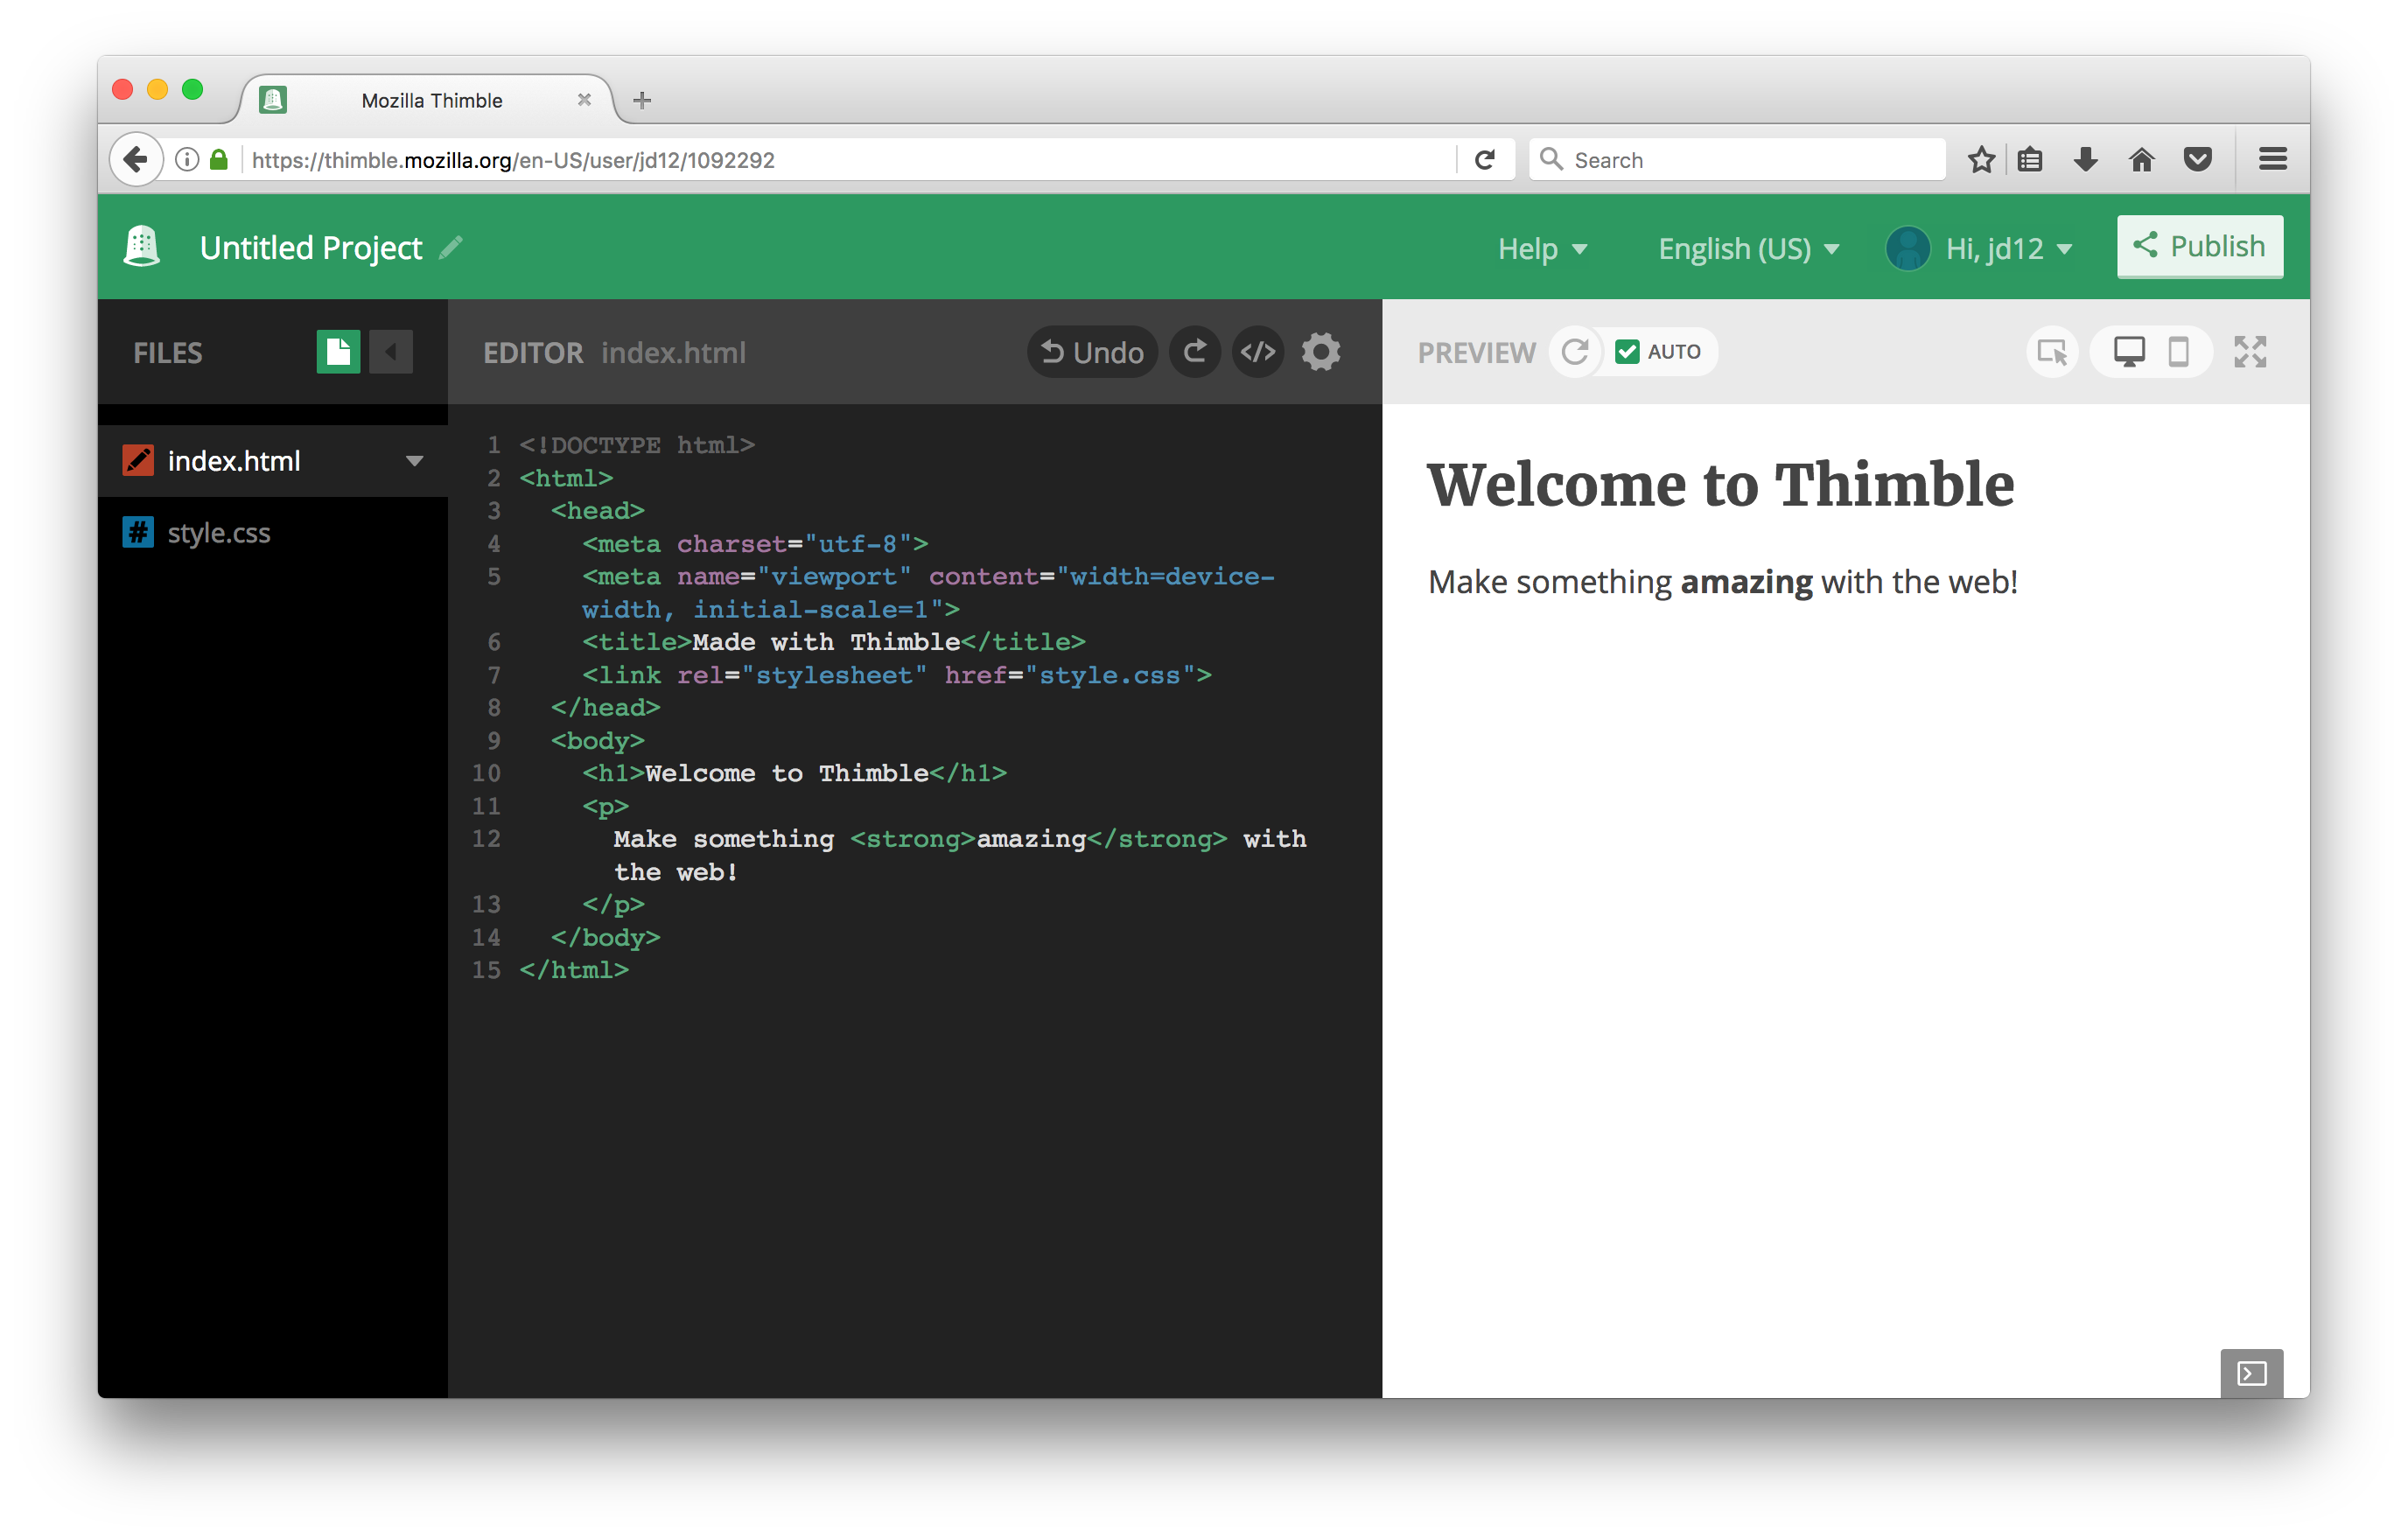 Mozilla Thimble
https://thimble.mozilla.org/en-US/user/jd12/1092292
Search
Untitled Project
Help
English (US)
Hi, jd12
Publish
FILES
EDITOR index.html
Undo
</>
PREVIEW
AUTO
index.html
# style.css
1 <!DOCTYPE html>
2 <html>
3 <head>
4 <meta charset="utf-8">
5 <meta name="viewport" content="width=device-
width, initial-scale=1">
6 <title>Made with Thimble</title>
7 <link rel="stylesheet" href="style.css">
8 </head>
9 <body>
10 <h1>Welcome to Thimble</h1>
11 <p>
12 Make something <strong>amazing</strong> with
the web!
13 </p>
14 </body>
15 </html>
Welcome to Thimble
Make something amazing with the web!